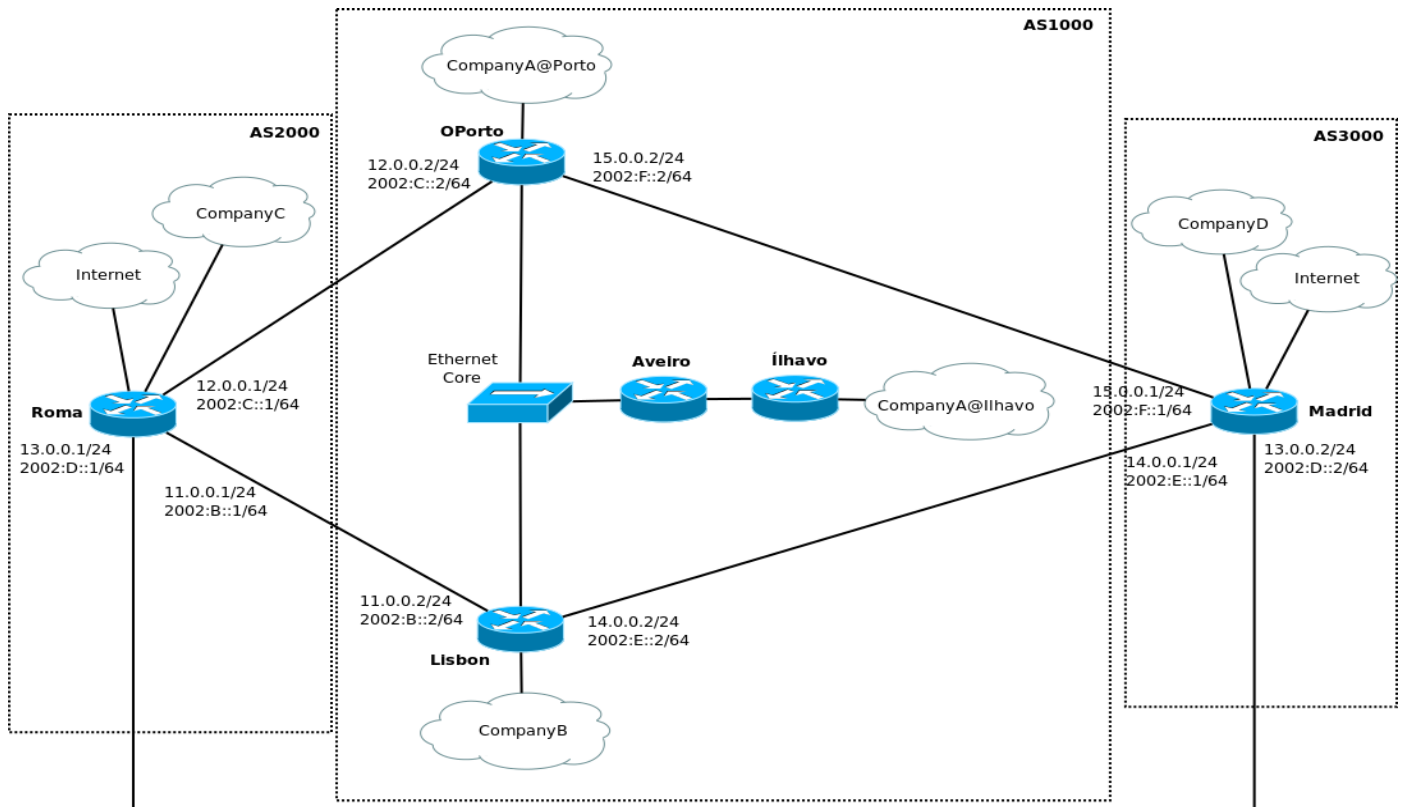 AS1000
CompanyA@Porto
AS2000
OPorto
AS3000
12.0.0.2/24
2002:C::2/64
15.0.0.2/24
2002:F::2/64
CompanyC
CompanyD
Internet
Internet
Ethernet
Core
Aveiro
Ílhavo
12.0.0.1/24
2002:C::1/64
15.0.0.1/24
2002:F::1/64
CompanyA@Ilhavo
Roma
Madrid
13.0.0.1/24
2002:D::1/64
13.0.0.2/24
2002:D::2/64
14.0.0.1/24
2002:E::1/64
11.0.0.1/24
2002:B::1/64
11.0.0.2/24
2002:B::2/64
14.0.0.2/24
2002:E::2/64
Lisbon
CompanyB